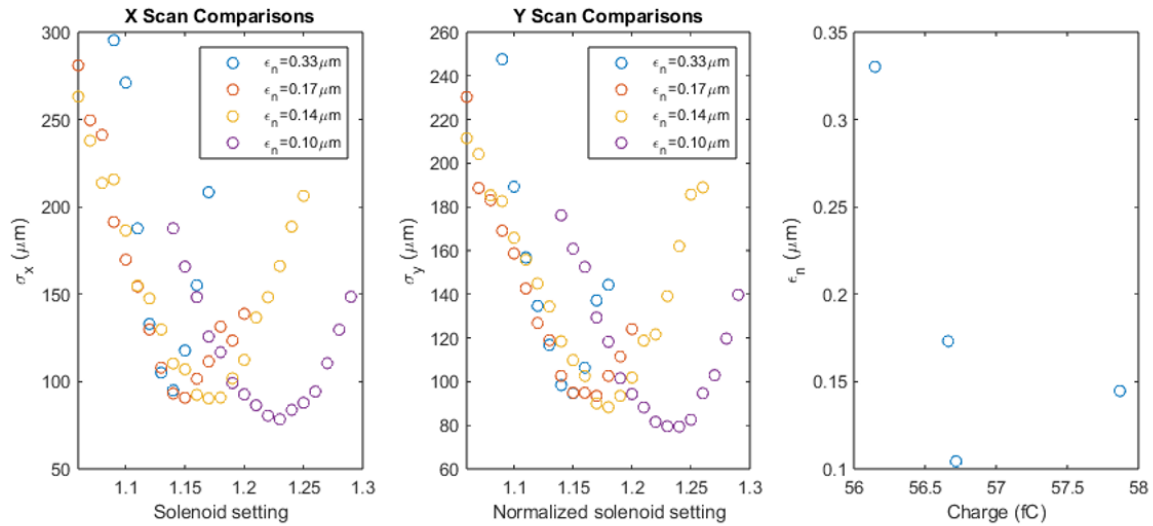 X Scan Comparisons
300
250
200
150
100
50
σx (μm)
ϵn=0.33μm
ϵn=0.17μm
ϵn=0.14μm
ϵn=0.10μm
1.1 1.15 1.2 1.25 1.3
Solenoid setting
Y Scan Comparisons
260
240
220
200
180
160
140
120
100
80
60
σy (μm)
ϵn=0.33μm
ϵn=0.17μm
ϵn=0.14μm
ϵn=0.10μm
1.1 1.15 1.2 1.25 1.3
Normalized solenoid setting
0.35
0.3
0.25
0.2
0.15
0.1
ϵn (μm)
56 56.5 57 57.5 58
Charge (fC)